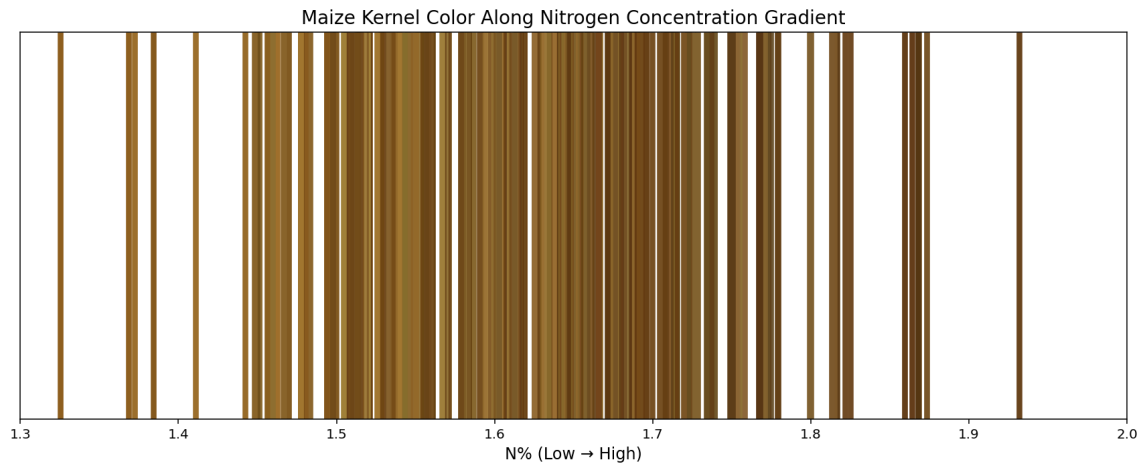 Maize Kernel Color Along Nitrogen Concentration Gradient
1.3 1.4 1.5 1.6 1.7 1.8 1.9 2.0
N% (Low → High)